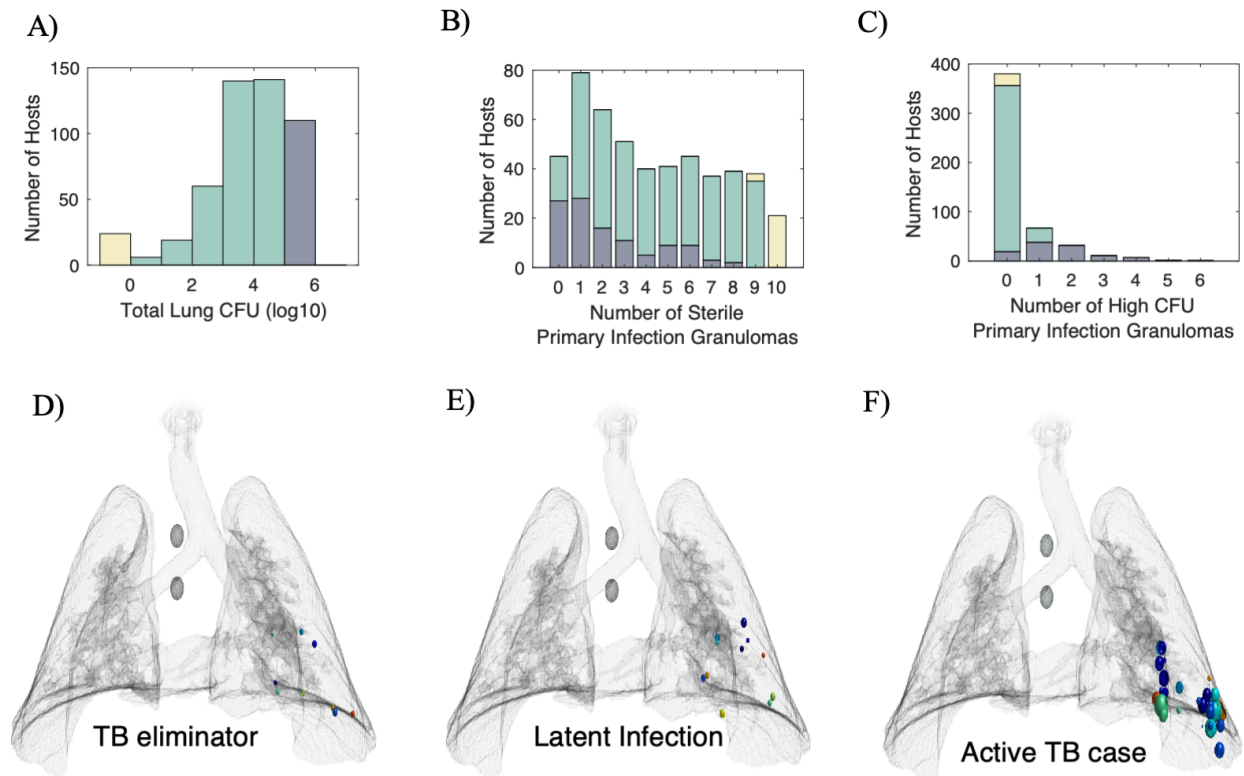 A)
B)
C)
150
100
50
0
Number of Hosts
0
2
4
6
Total Lung CFU (log10)
80
60
40
20
0
Number of Hosts
0 1 2 3 4 5 6 7 8 9 10
Number of Sterile
Primary Infection Granulomas
400
300
200
100
0
Number of Hosts
0 1 2 3 4 5 6
Number of High CFU
Primary Infection Granulomas
D)
E)
F)
TB eliminator
Latent Infection
Active TB case